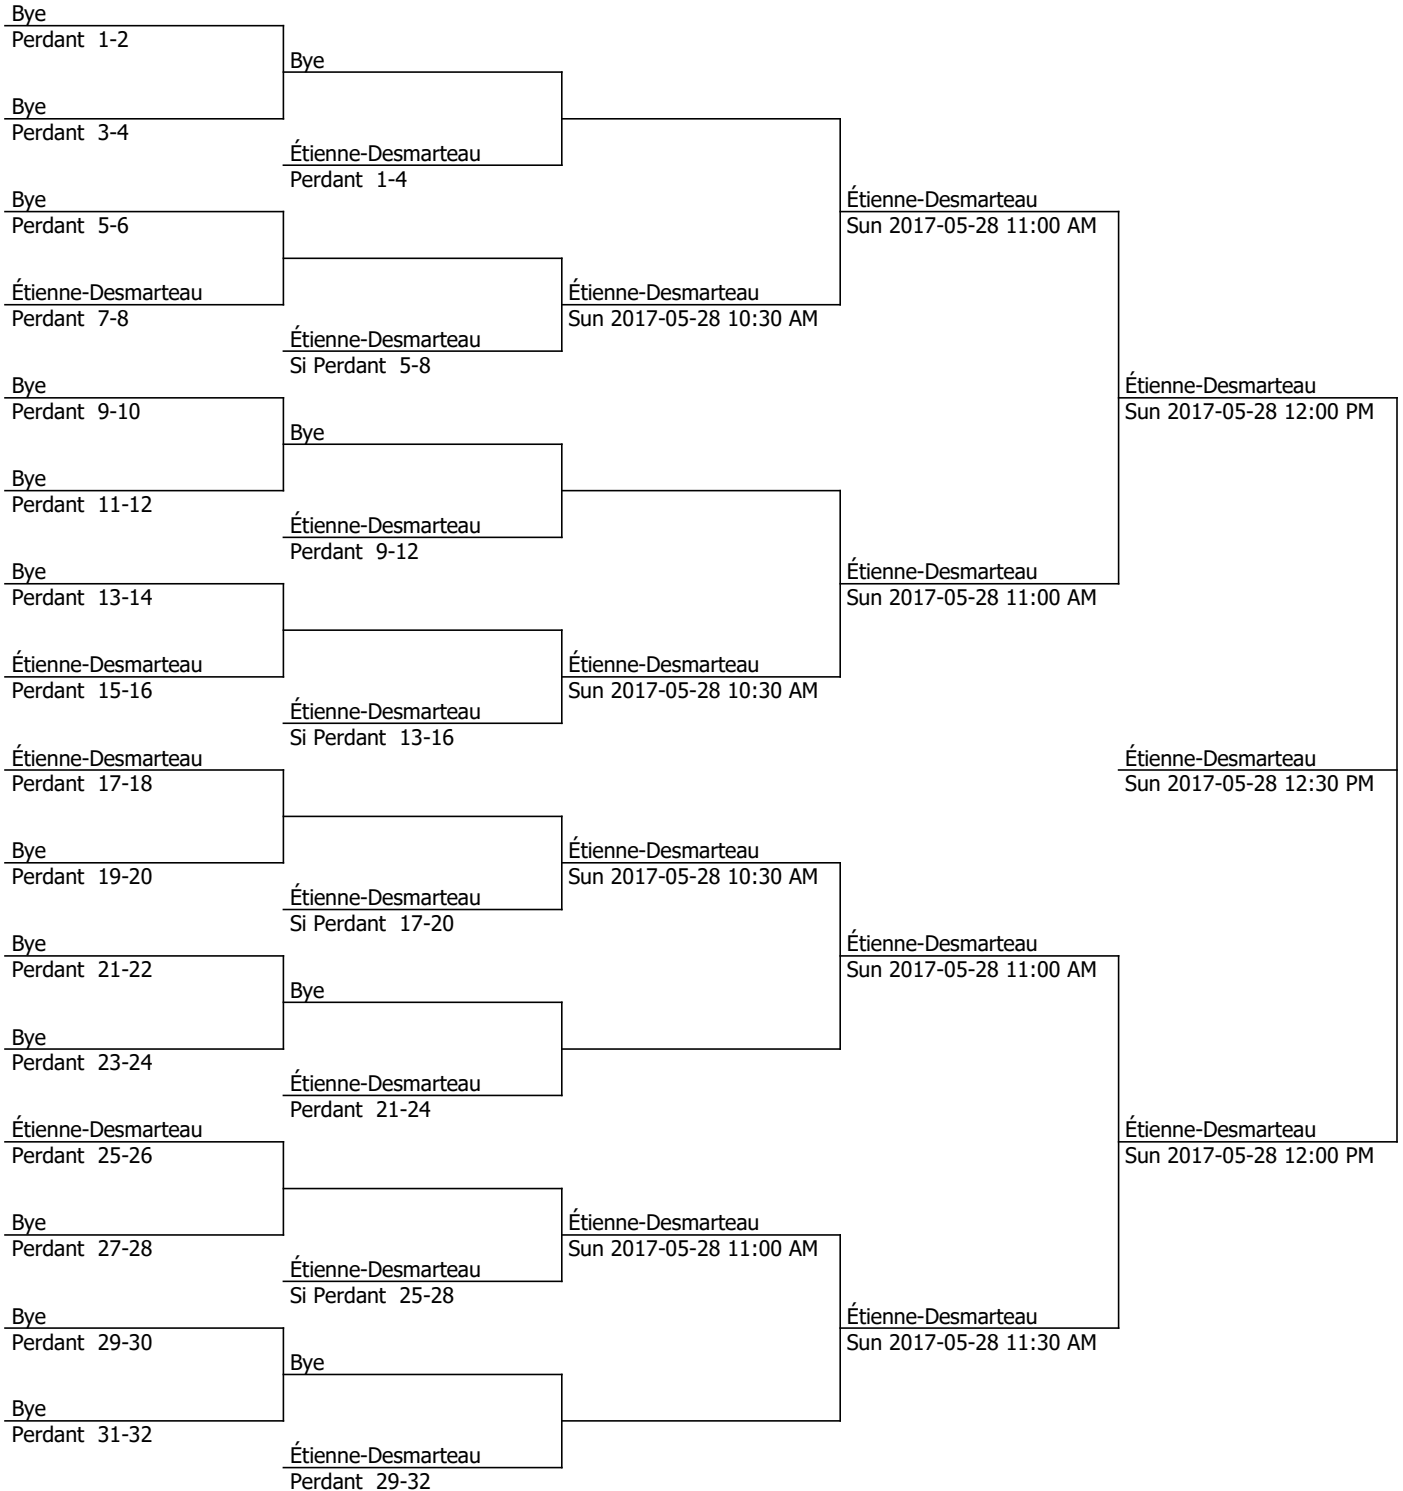 Bye
Perdant 1-2
Bye
Bye
Perdant 3-4
Étienne-Desmarteau
Perdant 1-4
Bye
Perdant 5-6
Étienne-Desmarteau
Sun 2017-05-28 11:00 AM
Étienne-Desmarteau
Perdant 7-8
Étienne-Desmarteau
Sun 2017-05-28 10:30 AM
Étienne-Desmarteau
Si Perdant 5-8
Bye
Perdant 9-10
Étienne-Desmarteau
Sun 2017-05-28 12:00 PM
Bye
Bye
Perdant 11-12
Étienne-Desmarteau
Perdant 9-12
Bye
Perdant 13-14
Étienne-Desmarteau
Sun 2017-05-28 11:00 AM
Étienne-Desmarteau
Perdant 15-16
Étienne-Desmarteau
Sun 2017-05-28 10:30 AM
Étienne-Desmarteau
Si Perdant 13-16
Étienne-Desmarteau
Perdant 17-18
Étienne-Desmarteau
Sun 2017-05-28 12:30 PM
Bye
Perdant 19-20
Étienne-Desmarteau
Sun 2017-05-28 10:30 AM
Étienne-Desmarteau
Si Perdant 17-20
Bye
Perdant 21-22
Étienne-Desmarteau
Sun 2017-05-28 11:00 AM
Bye
Bye
Perdant 23-24
Étienne-Desmarteau
Perdant 21-24
Étienne-Desmarteau
Perdant 25-26
Étienne-Desmarteau
Sun 2017-05-28 12:00 PM
Bye
Perdant 27-28
Étienne-Desmarteau
Sun 2017-05-28 11:00 AM
Étienne-Desmarteau
Si Perdant 25-28
Bye
Perdant 29-30
Étienne-Desmarteau
Sun 2017-05-28 11:30 AM
Bye
Bye
Perdant 31-32
Étienne-Desmarteau
Perdant 29-32